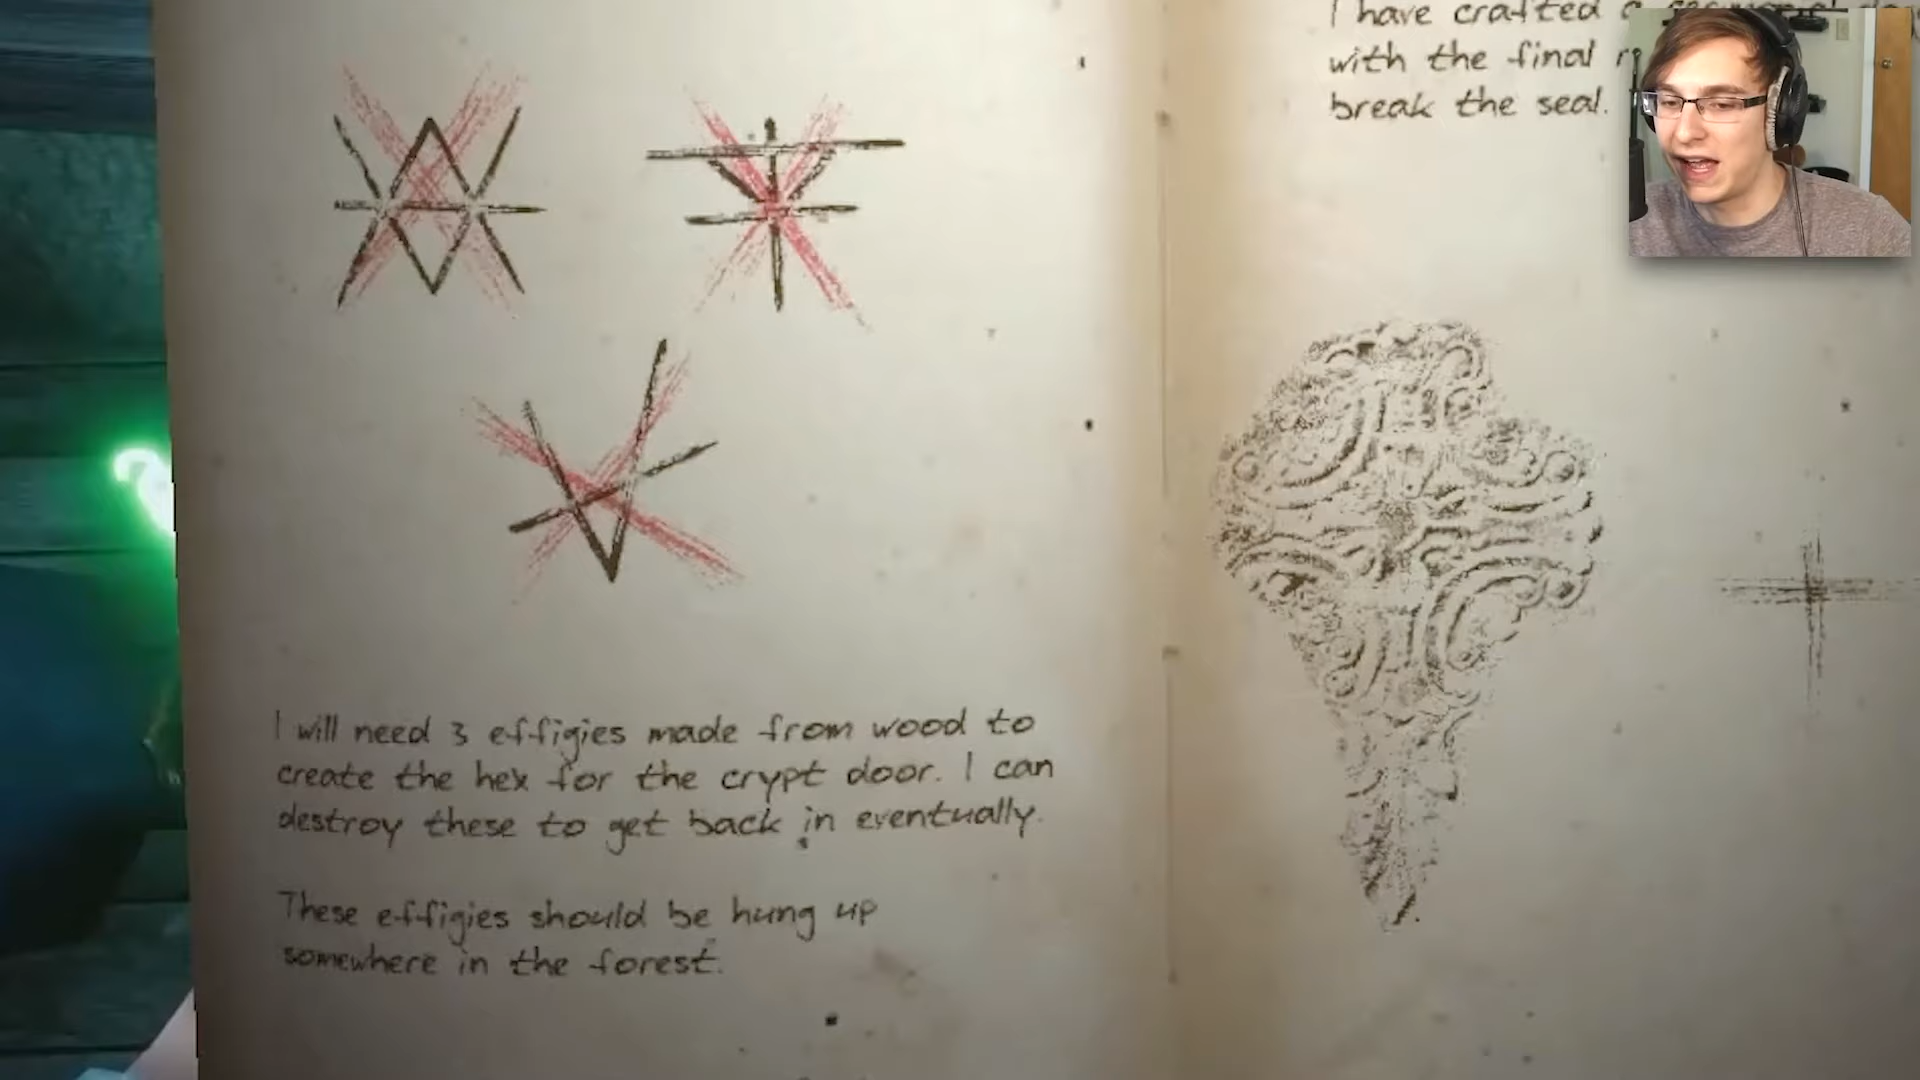 I will need 3 effigies made from wood to
create the hex for the crypt door. I can
destroy these to get back in eventually.
These effigies should be hung up
somewhere in the forest.
I have crafted a
with the final
break the seal.